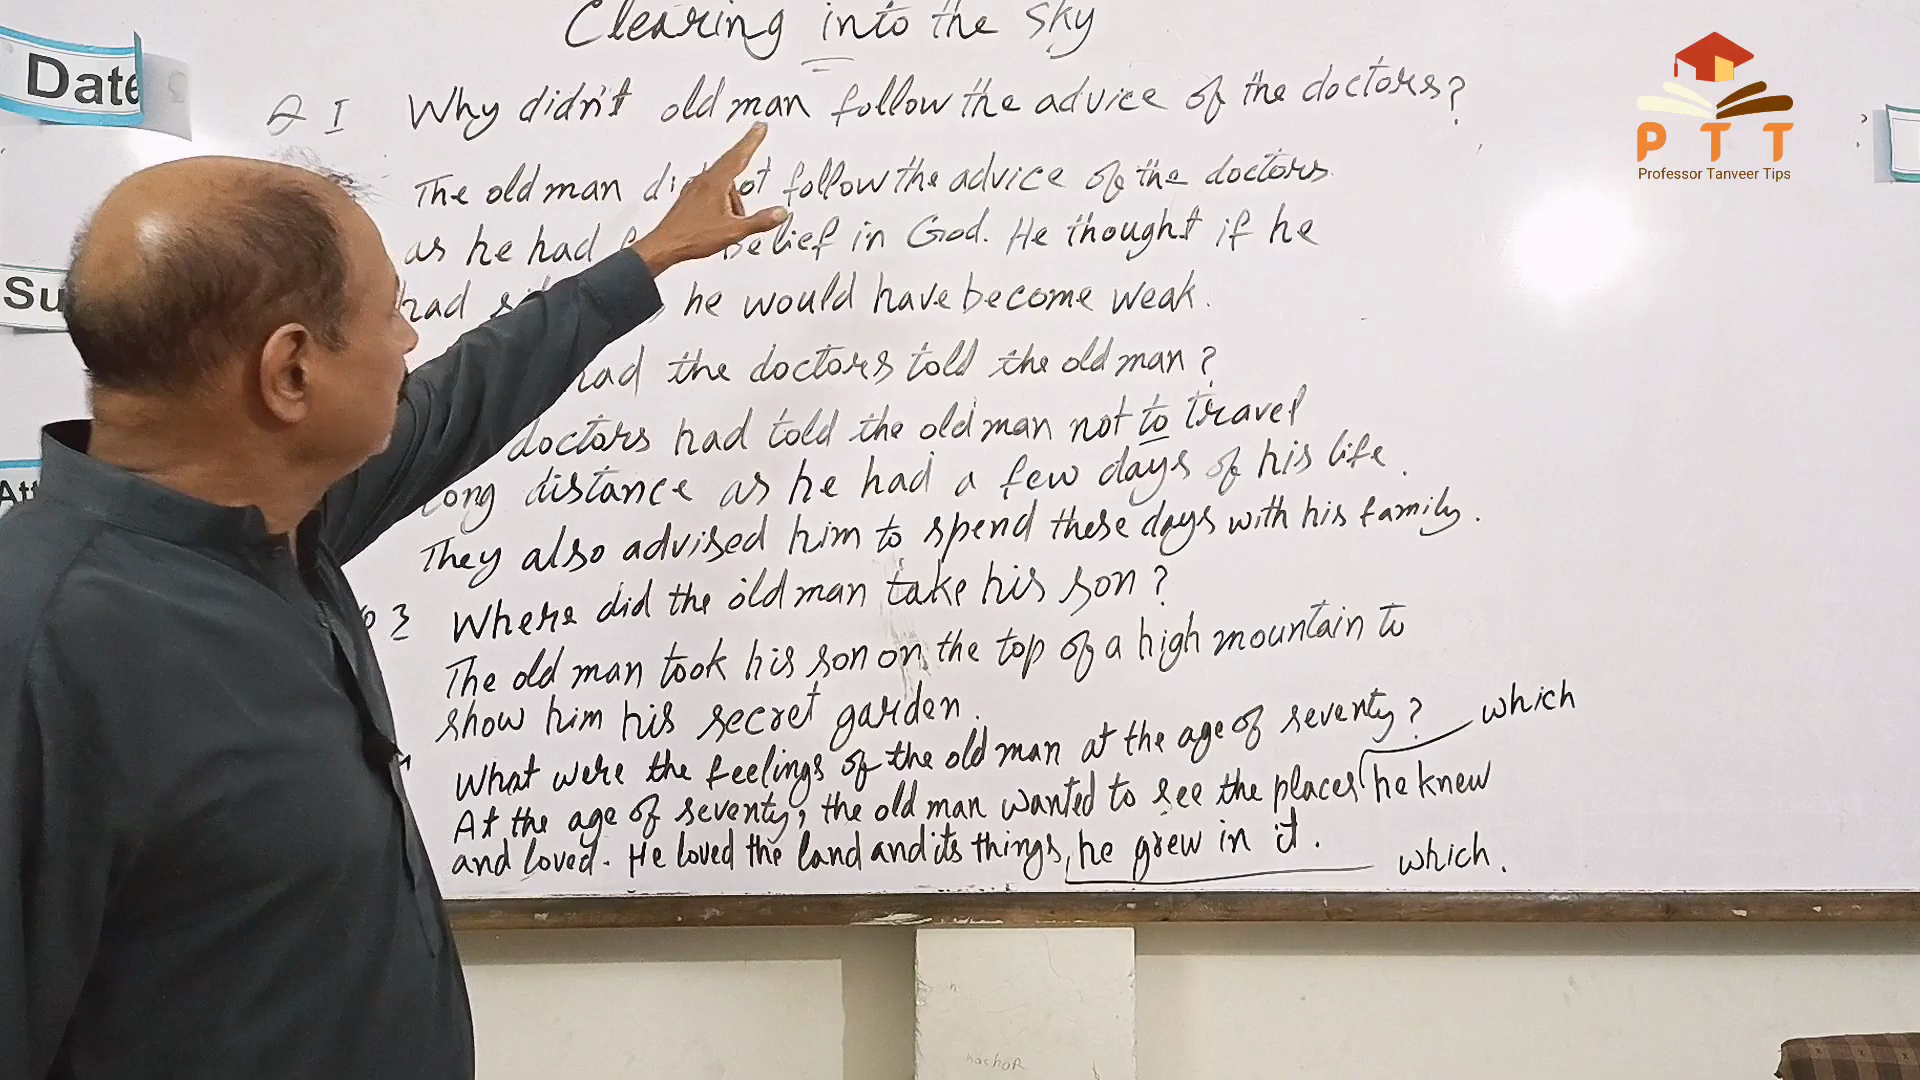 Clearing into the Sky
Date
Q 1 Why didn't old man follow the advice of the doctors?
PTT
Professor Tanveer Tips
The old man follow the advice of the doctors
as he had belief in God. He thought if he
Su
had he would have become weak.
had the doctors told the old man?
doctors had told the old man not to travel
long distance as he had a few days of his life.
Att
They also advised him to spend these days with his family.
3 Where did the old man take his son?
The old man took his son on the top of a high mountain to
show him his secret garden.
What were the feelings of the old man at the age of seventy? which
At the age of seventy, the old man wanted to see the places he knew
and loved. He loved the land and its things, he grew in it. which.